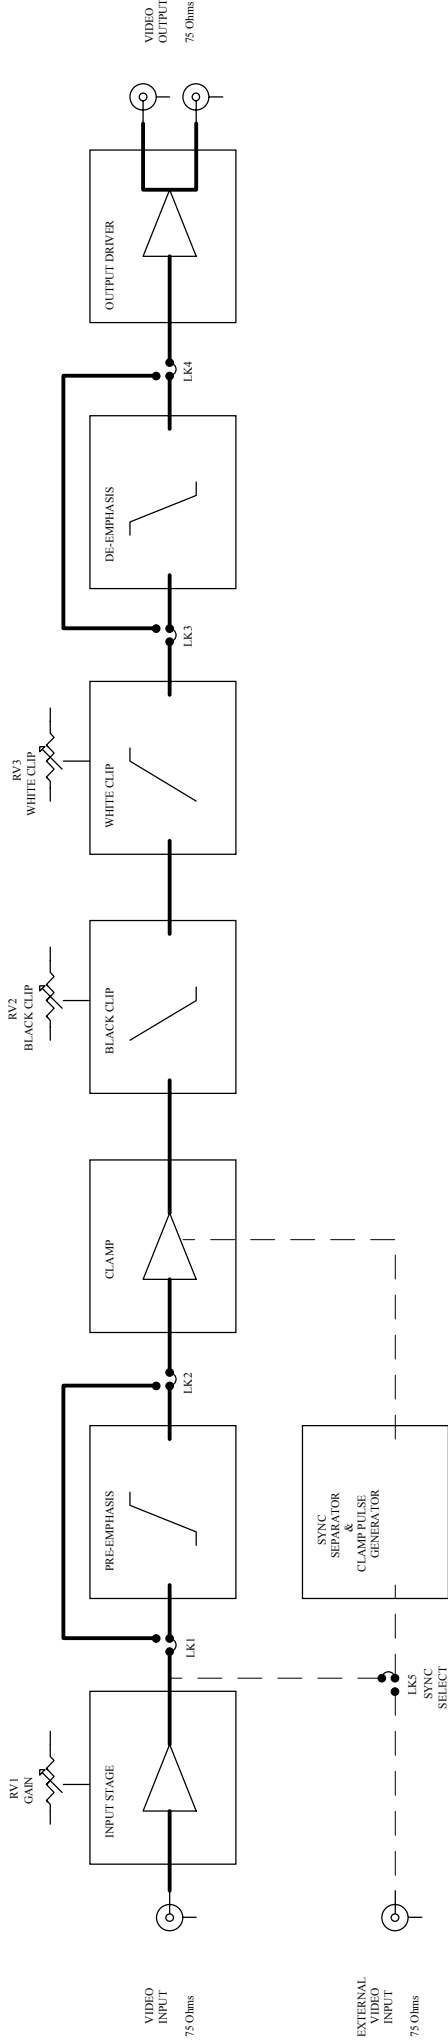 VIDEO
INPUT
75 Ohms
RV1
GAIN
INPUT STAGE
LK1
PRE-EMPHASIS
LK2
CLAMP
RV2
BLACK CLIP
BLACK CLIP
RV3
WHITE CLIP
WHITE CLIP
LK3
DE-EMPHASIS
LK4
OUTPUT DRIVER
VIDEO
OUTPUT
75 Ohms
EXTERNAL
VIDEO
INPUT
75 Ohms
LK5
SYNC
SELECT
SYNC
SEPARATOR
&
CLAMP PULSE
GENERATOR